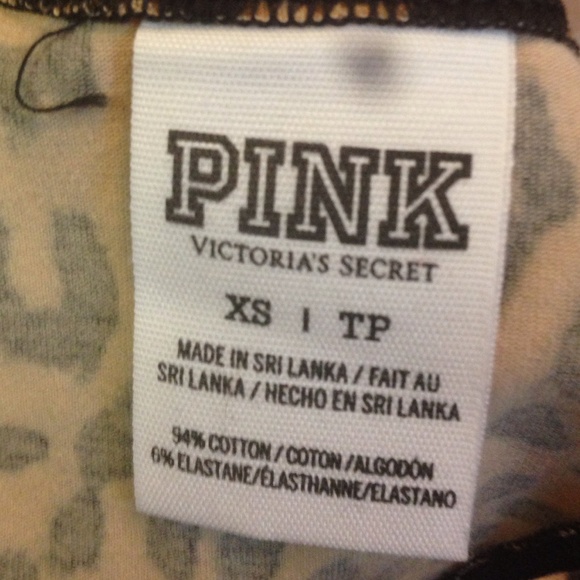 PINK
VICTORIA'S SECRET
XS | TP
MADE IN SRI LANKA / FAIT AU
SRI LANKA / HECHO EN SRI LANKA
94% COTTON / COTON / ALGODÓN
6% ELASTANE/ÉLASTHANNE/ELASTANO